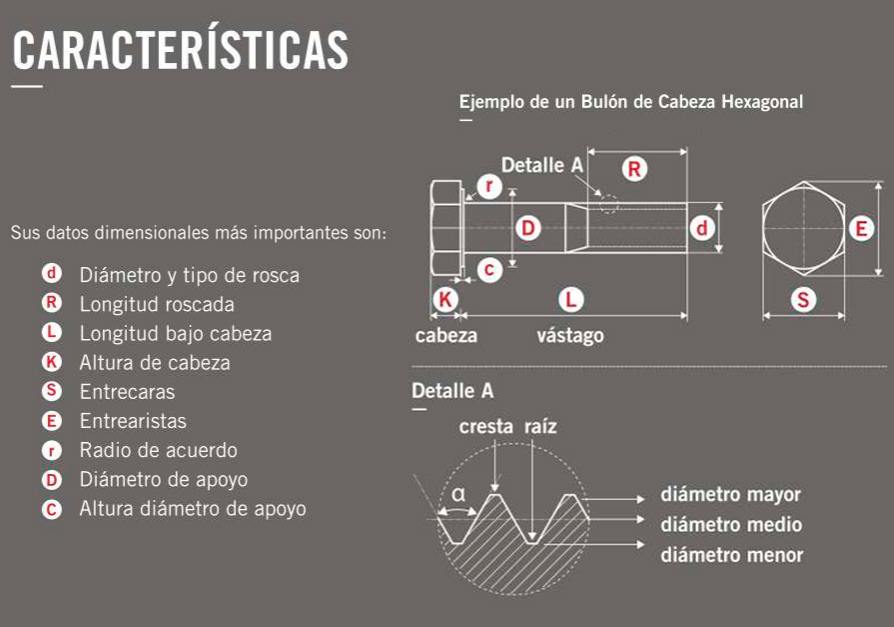 CARACTERÍSTICAS
Sus datos dimensionales más importantes son:
d Diámetro y tipo de rosca
R Longitud roscada
L Longitud bajo cabeza
K Altura de cabeza
S Entrecaras
E Entrearistas
r Radio de acuerdo
D Diámetro de apoyo
C Altura diámetro de apoyo
Ejemplo de un Bulón de Cabeza Hexagonal
Detalle A
R
r
D
d
E
C
K
L
S
cabeza
vástago
Detalle A
cresta raíz
α
diámetro mayor
diámetro medio
diámetro menor